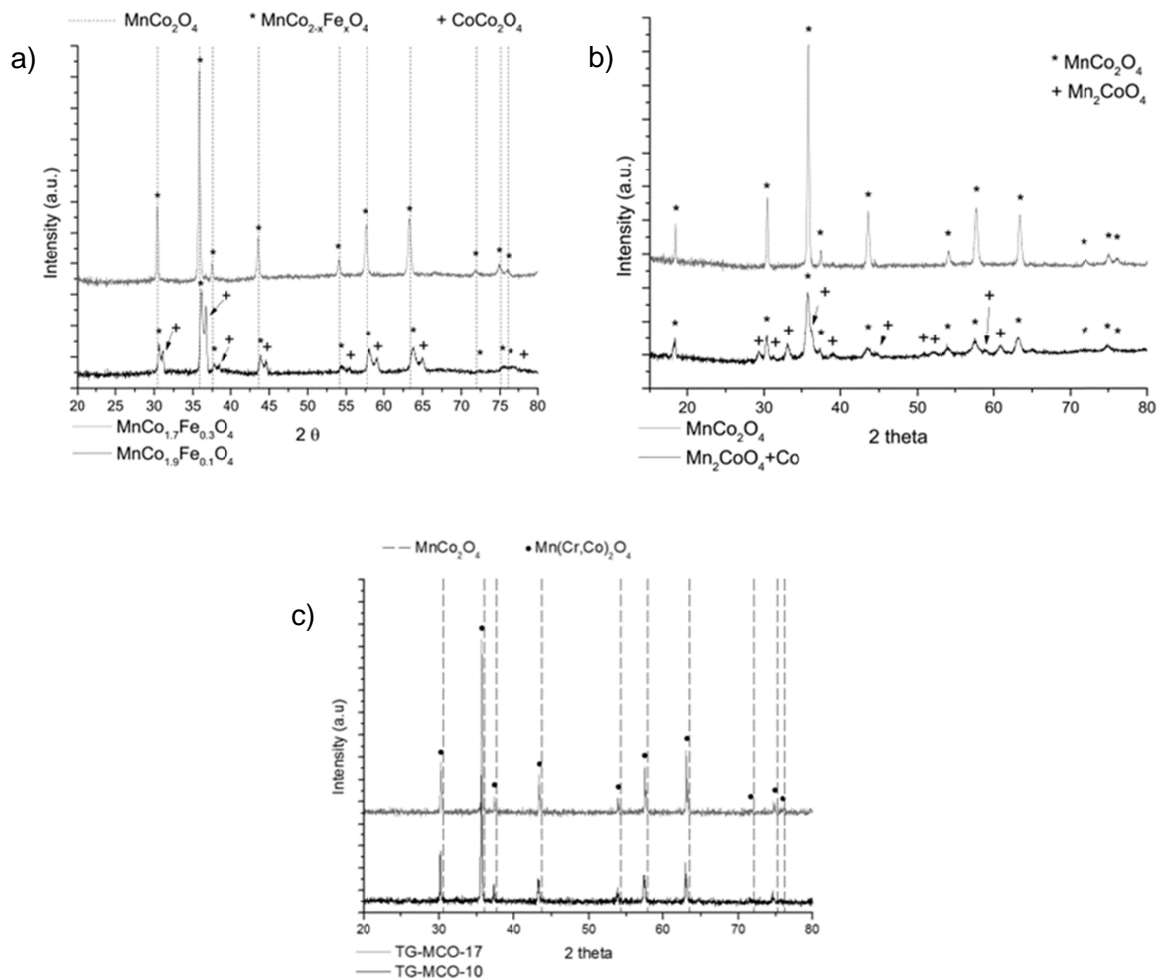 MnCo₂O₄ * MnCo₂₋ₓFeₓO₄ + CoCo₂O₄
a)
Intensity (a.u.)
20 25 30 35 40 45 50 55 60 65 70 75 80
2 θ
MnCo₁.₇Fe₀.₃O₄
MnCo₁.₉Fe₀.₁O₄
b)
* MnCo₂O₄
+ Mn₂CoO₄
Intensity (a.u.)
20 30 40 50 60 70 80
2 theta
MnCo₂O₄
Mn₂CoO₄+Co
MnCo₂O₄ • Mn(Cr,Co)₂O₄
c)
Intensity (a.u)
20 30 40 50 60 70 80
2 theta
TG-MCO-17
TG-MCO-10